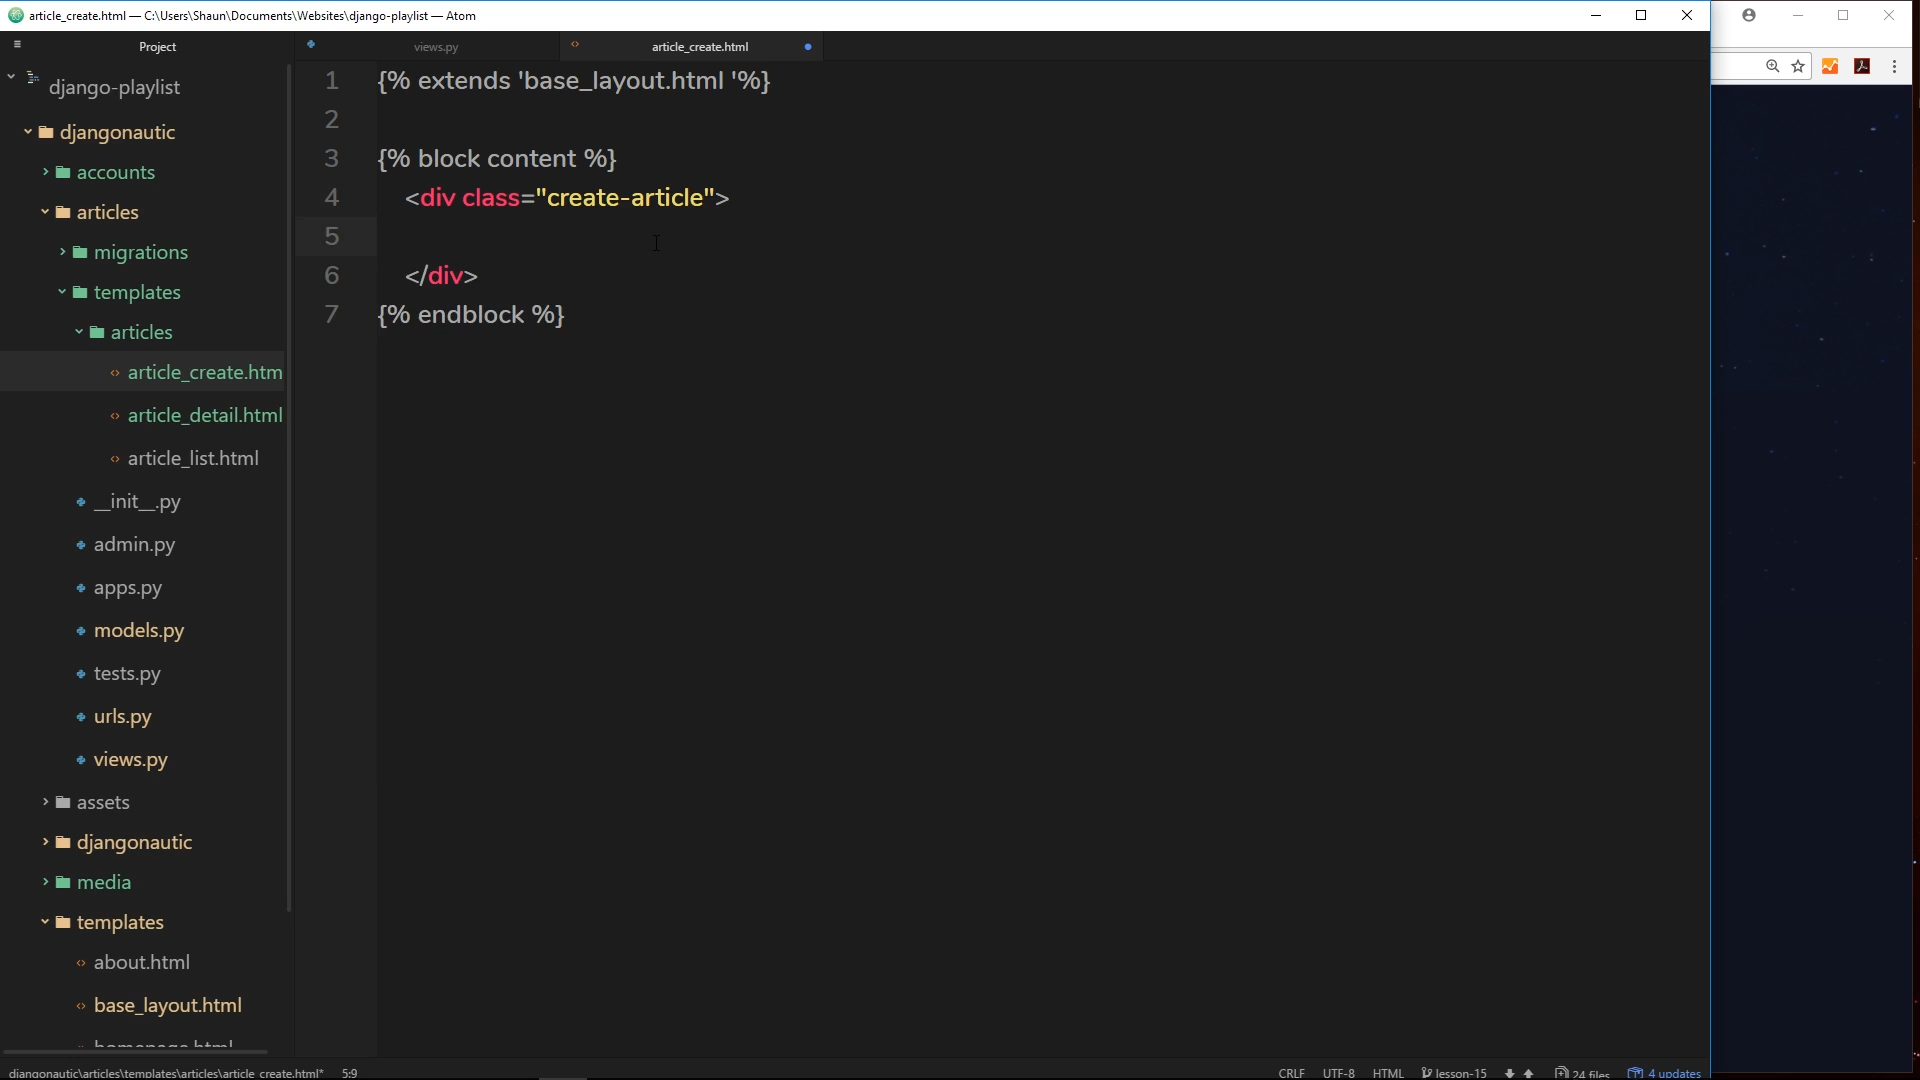 article_create.html — C:\Users\Shaun\Documents\Websites\django-playlist — Atom
Project
views.py
article_create.html
django-playlist
djangonautic
accounts
articles
migrations
templates
articles
article_create.htm
article_detail.html
article_list.html
__init__.py
admin.py
apps.py
models.py
tests.py
urls.py
views.py
assets
djangonautic
media
templates
about.html
base_layout.html
homepage.html
1 {% extends 'base_layout.html '%}
2
3 {% block content %}
4 <div class="create-article">
5
6 </div>
7 {% endblock %}
djangonautic\articles\templates\articles\article_create.html* 5:9
CRLF UTF-8 HTML lesson-15 24 files 4 updates